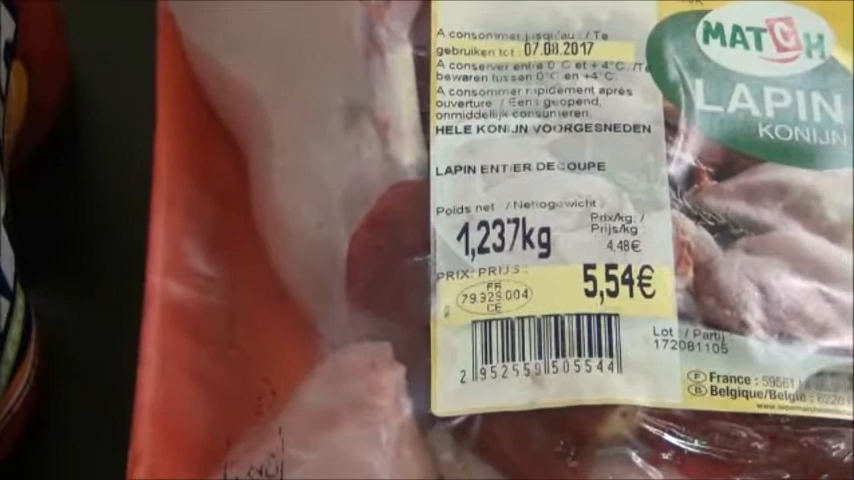 A consommer jusqu'au : / Te
gebruiken tot : 07.08.2017
A conserver entre 0°C et + 4°C. /Te
bewaren tussen 0°C en +4°C.
A consommer rapidement après
ouverture / Eens geopend,
onmiddellijk consumeren.
HELE KONIJN VOORGESNEDEN
LAPIN ENTIER DECOUPE
Poids net : / Nettogewicht
1,237kg
Prix/kg: /
Prijs/kg
4,48€
PRIX: PRIJS:
5,54€
FR
79.329.004
CE
2 952559 505544
MATCH
LAPIN
KONIJN
Lot : / Partij
172081105
F France : 59561
B Belgique/België : 6220